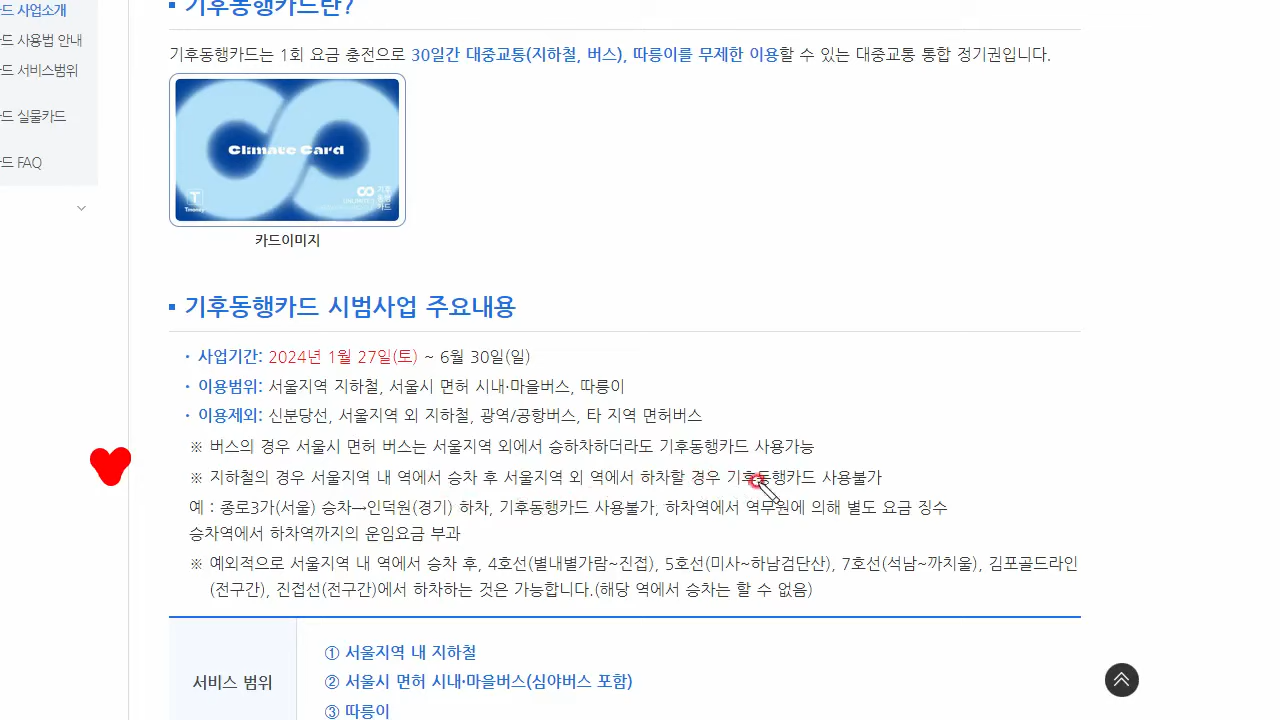 드 사업소개
드 사용법 안내
드 서비스범위
드 실물카드
드 FAQ
기후동행카드란?
기후동행카드는 1회 요금 충전으로 30일간 대중교통(지하철, 버스), 따릉이를 무제한 이용할 수 있는 대중교통 통합 정기권입니다.
Climate Card
T
Tmoney
기후
동행
카드
카드이미지
기후동행카드 시범사업 주요내용
· 사업기간: 2024년 1월 27일(토) ~ 6월 30일(일)
· 이용범위: 서울지역 지하철, 서울시 면허 시내·마을버스, 따릉이
· 이용제외: 신분당선, 서울지역 외 지하철, 광역/공항버스, 타 지역 면허버스
※ 버스의 경우 서울시 면허 버스는 서울지역 외에서 승하차하더라도 기후동행카드 사용가능
※ 지하철의 경우 서울지역 내 역에서 승차 후 서울지역 외 역에서 하차할 경우 기후동행카드 사용불가
예 : 종로3가(서울) 승차→인덕원(경기) 하차, 기후동행카드 사용불가, 하차역에서 역무원에 의해 별도 요금 징수
승차역에서 하차역까지의 운임요금 부과
※ 예외적으로 서울지역 내 역에서 승차 후, 4호선(별내별가람~진접), 5호선(미사~하남검단산), 7호선(석남~까치울), 김포골드라인
(전구간), 진접선(전구간)에서 하차하는 것은 가능합니다.(해당 역에서 승차는 할 수 없음)
서비스 범위
① 서울지역 내 지하철
② 서울시 면허 시내·마을버스(심야버스 포함)
③ 따릉이